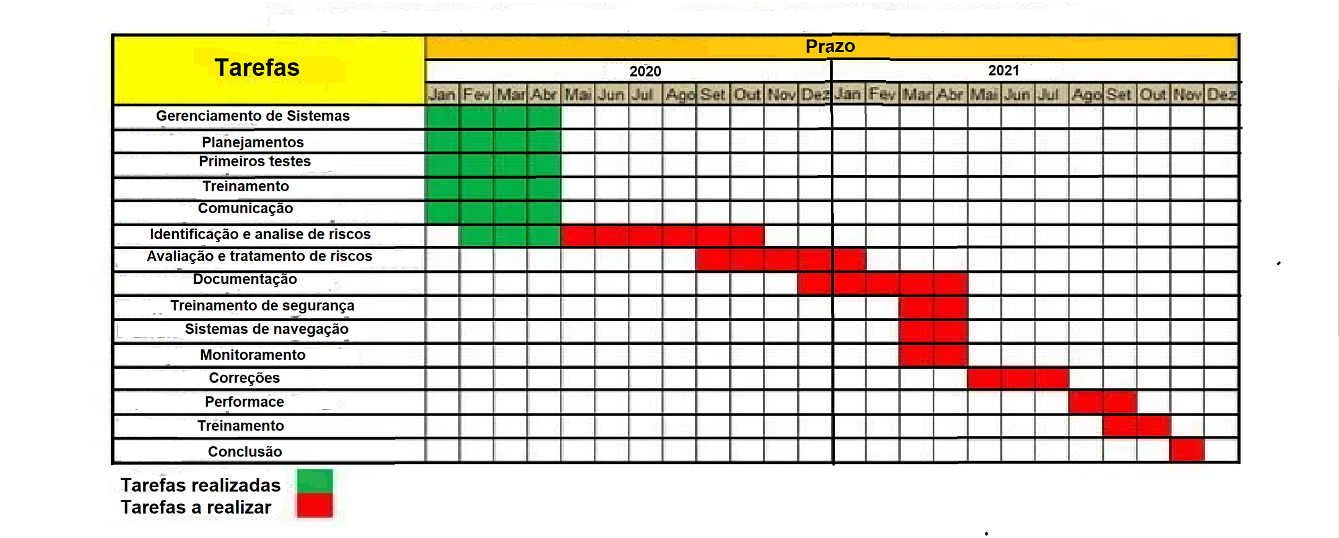 Tarefas
Prazo
2020
2021
Jan Fev Mar Abr Mai Jun Jul Ago Set Out Nov Dez Jan Fev Mar Abr Mai Jun Jul Ago Set Out Nov Dez
Gerenciamento de Sistemas
Planejamentos
Primeiros testes
Treinamento
Comunicação
Identificação e analise de riscos
Avaliação e tratamento de riscos
Documentação
Treinamento de segurança
Sistemas de navegação
Monitoramento
Correções
Performace
Treinamento
Conclusão
Tarefas realizadas
Tarefas a realizar